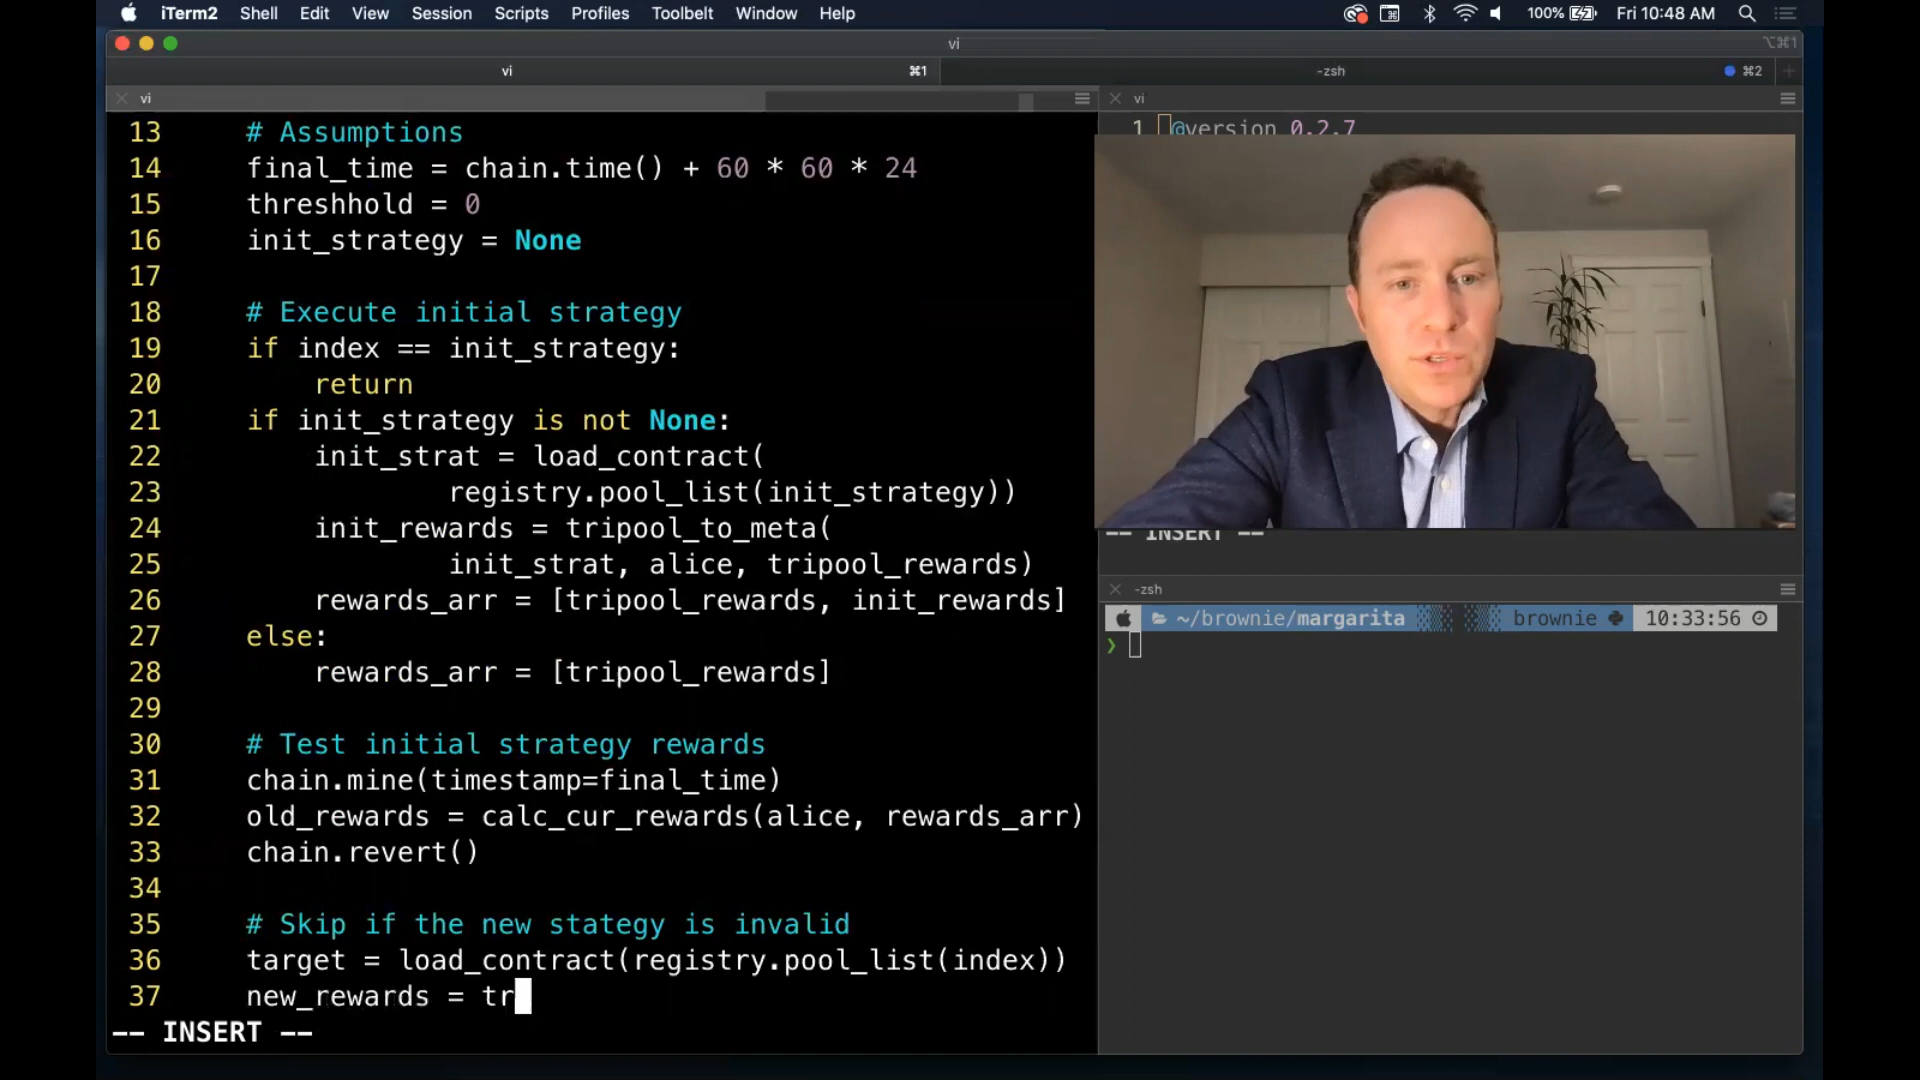 iTerm2 Shell Edit View Session Scripts Profiles Toolbelt Window Help 100% Fri 10:48 AM
vi ⌥⌘1
vi ⌘1 -zsh ⌘2
vi
13 # Assumptions
14 final_time = chain.time() + 60 * 60 * 24
15 threshhold = 0
16 init_strategy = None
17
18 # Execute initial strategy
19 if index == init_strategy:
20 return
21 if init_strategy is not None:
22 init_strat = load_contract(
23 registry.pool_list(init_strategy))
24 init_rewards = tripool_to_meta(
25 init_strat, alice, tripool_rewards)
26 rewards_arr = [tripool_rewards, init_rewards]
27 else:
28 rewards_arr = [tripool_rewards]
29
30 # Test initial strategy rewards
31 chain.mine(timestamp=final_time)
32 old_rewards = calc_cur_rewards(alice, rewards_arr)
33 chain.revert()
34
35 # Skip if the new stategy is invalid
36 target = load_contract(registry.pool_list(index))
37 new_rewards = tr
-- INSERT --
vi
1 @version 0.2.7
-- INSERT --
-zsh
~/brownie/margarita brownie 10:33:56
❯